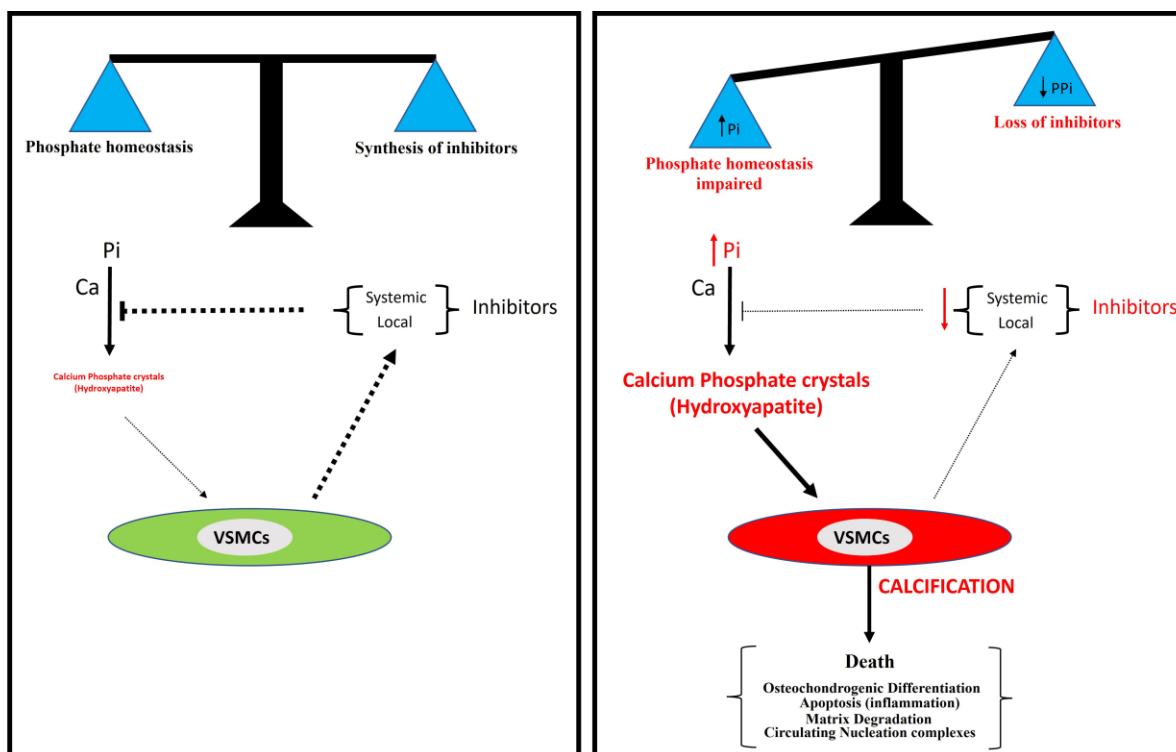 Phosphate homeostasis
Synthesis of inhibitors
Pi
Ca
Systemic
Local
Inhibitors
Calcium Phosphate crystals
(Hydroxyapatite)
VSMCs
↑ Pi
↓ PPi
Phosphate homeostasis
impaired
Loss of inhibitors
↑ Pi
Ca
↓
Systemic
Local
Inhibitors
Calcium Phosphate crystals
(Hydroxyapatite)
VSMCs
CALCIFICATION
Death
Osteochondrogenic Differentiation
Apoptosis (inflammation)
Matrix Degradation
Circulating Nucleation complexes